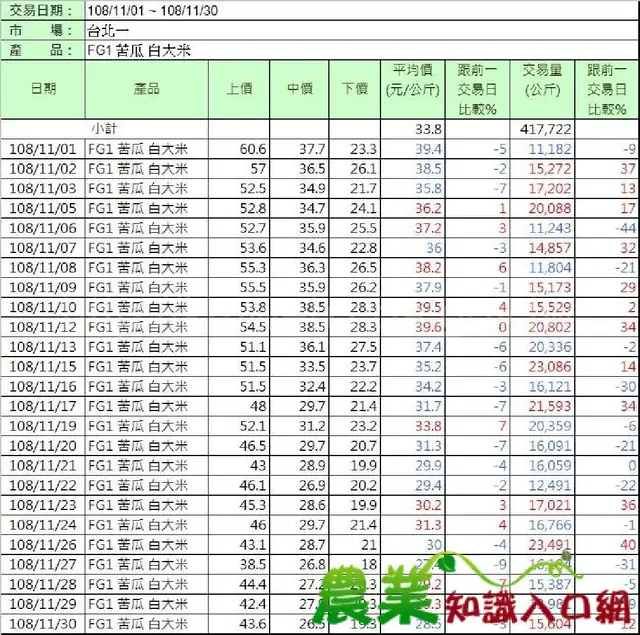 交易日期： 108/11/01 ~ 108/11/30
市 場： 台北一
產 品： FG1 苦瓜 白大米
日期 產品 上價 中價 下價 平均價 (元/公斤) 跟前一交易日比較% 交易量 (公斤) 跟前一交易日比較%
小計 33.8 417,722
108/11/01 FG1 苦瓜 白大米 60.6 37.7 23.3 39.4 -5 11,182 -9
108/11/02 FG1 苦瓜 白大米 57 36.5 26.1 38.5 -2 15,272 37
108/11/03 FG1 苦瓜 白大米 52.5 34.9 21.7 35.8 -7 17,202 13
108/11/05 FG1 苦瓜 白大米 52.8 34.7 24.1 36.2 1 20,088 17
108/11/06 FG1 苦瓜 白大米 52.7 35.9 25.5 37.2 3 11,243 -44
108/11/07 FG1 苦瓜 白大米 53.6 34.6 22.8 36 -3 14,857 32
108/11/08 FG1 苦瓜 白大米 55.3 36.3 26.5 38.2 6 11,804 -21
108/11/09 FG1 苦瓜 白大米 55.5 35.9 26.2 37.9 -1 15,173 29
108/11/10 FG1 苦瓜 白大米 53.8 38.5 28.3 39.5 4 15,529 2
108/11/12 FG1 苦瓜 白大米 54.5 38.5 28.3 39.6 0 20,802 34
108/11/13 FG1 苦瓜 白大米 51.1 36.1 27.5 37.4 -6 20,336 -2
108/11/15 FG1 苦瓜 白大米 51.5 33.5 23.7 35.2 -6 23,086 14
108/11/16 FG1 苦瓜 白大米 51.5 32.4 22.2 34.2 -3 16,121 -30
108/11/17 FG1 苦瓜 白大米 48 29.7 21.4 31.7 -7 21,593 34
108/11/19 FG1 苦瓜 白大米 52.1 31.2 23.2 33.8 7 20,359 -6
108/11/20 FG1 苦瓜 白大米 46.5 29.7 20.7 31.3 -7 16,091 -21
108/11/21 FG1 苦瓜 白大米 43 28.9 19.9 29.9 -4 16,059 0
108/11/22 FG1 苦瓜 白大米 46.1 26.9 20.2 29.4 -2 12,491 -22
108/11/23 FG1 苦瓜 白大米 45.3 28.6 19.9 30.2 3 17,021 36
108/11/24 FG1 苦瓜 白大米 46 29.7 21.4 31.3 4 16,766 -1
108/11/26 FG1 苦瓜 白大米 43.1 28.7 21 30 -4 23,491 40
108/11/27 FG1 苦瓜 白大米 38.5 26.8 18 -9 -31
108/11/28 FG1 苦瓜 白大米 44.4 15,387 -5
108/11/29 FG1 苦瓜 白大米 42.4
108/11/30 FG1 苦瓜 白大米 43.6
農業知識入口網